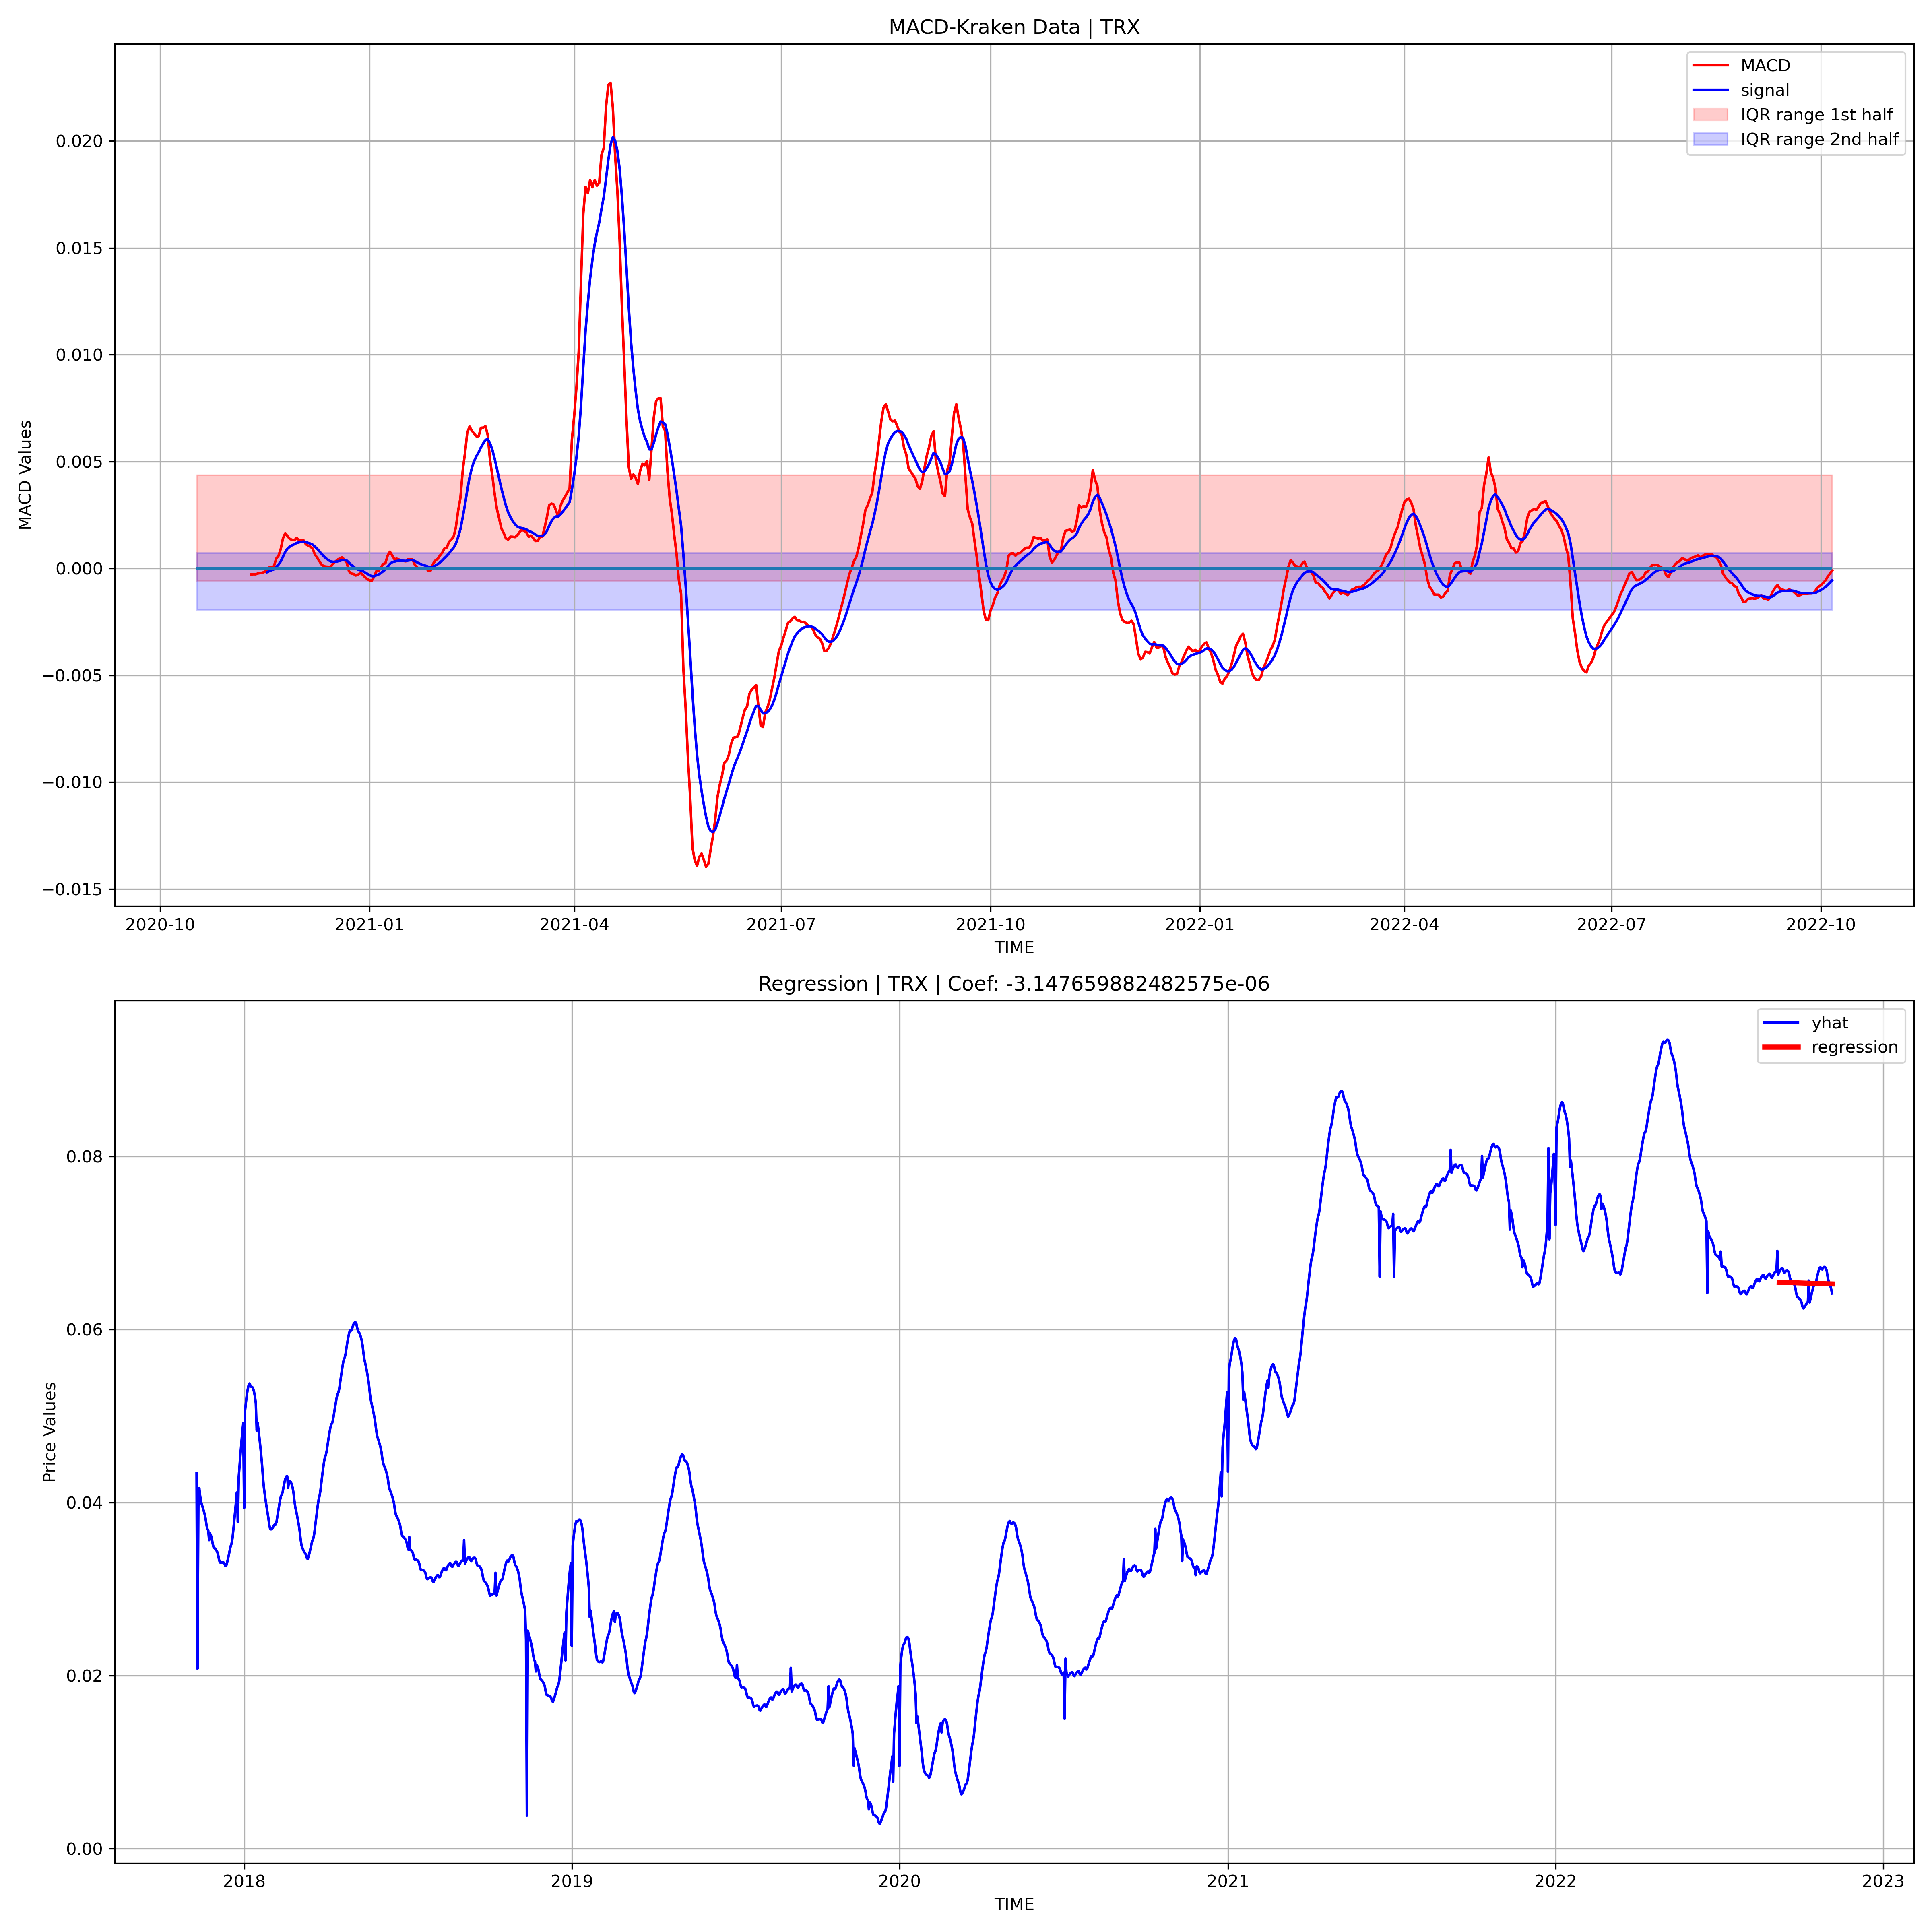 MACD-Kraken Data | TRX
MACD
signal
IQR range 1st half
IQR range 2nd half
0.020
0.015
0.010
0.005
0.000
−0.005
−0.010
−0.015
MACD Values
2020-10 2021-01 2021-04 2021-07 2021-10 2022-01 2022-04 2022-07 2022-10
TIME
Regression | TRX | Coef: -3.147659882482575e-06
yhat
regression
0.08
0.06
0.04
0.02
0.00
Price Values
2018 2019 2020 2021 2022 2023
TIME